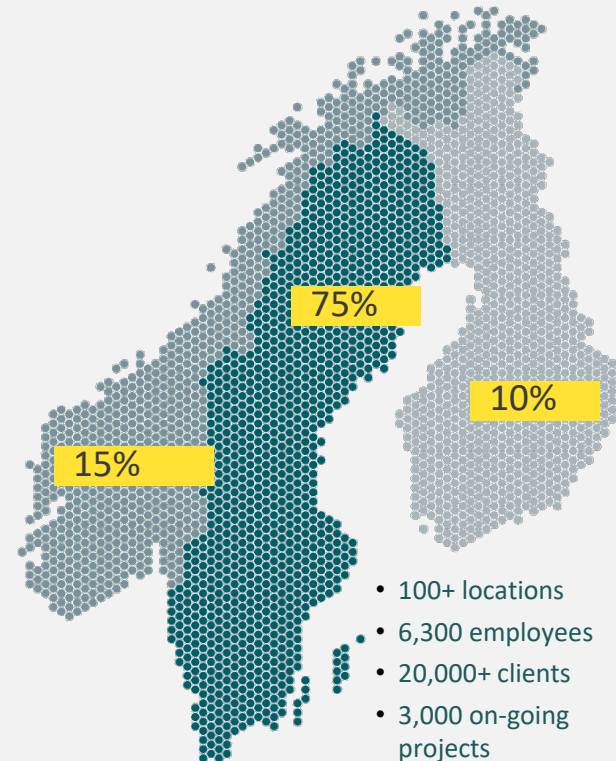 75%
10%
15%
• 100+ locations
• 6,300 employees
• 20,000+ clients
• 3,000 on-going
projects